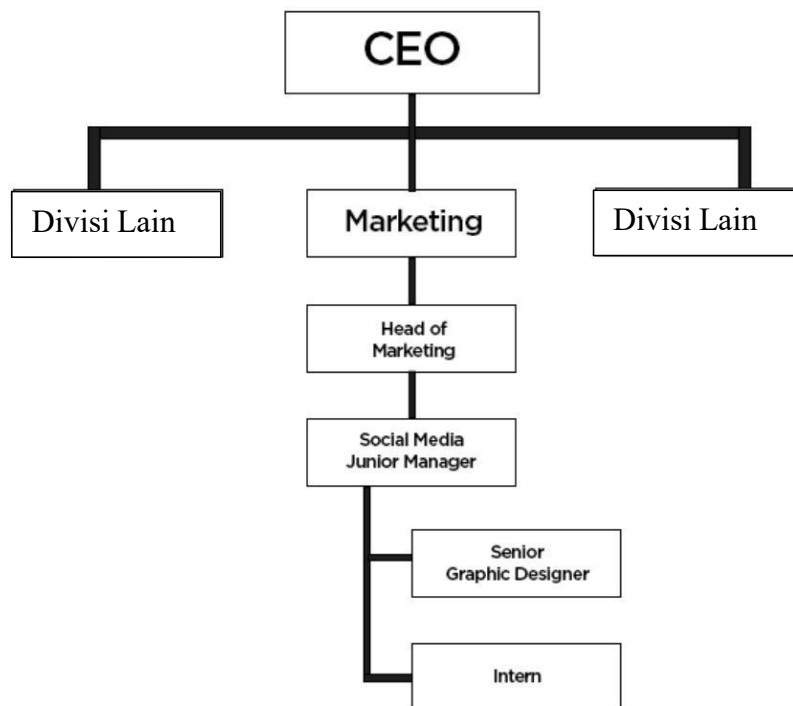 CEO
Divisi Lain
Marketing
Divisi Lain
Head of
Marketing
Social Media
Junior Manager
Senior
Graphic Designer
Intern